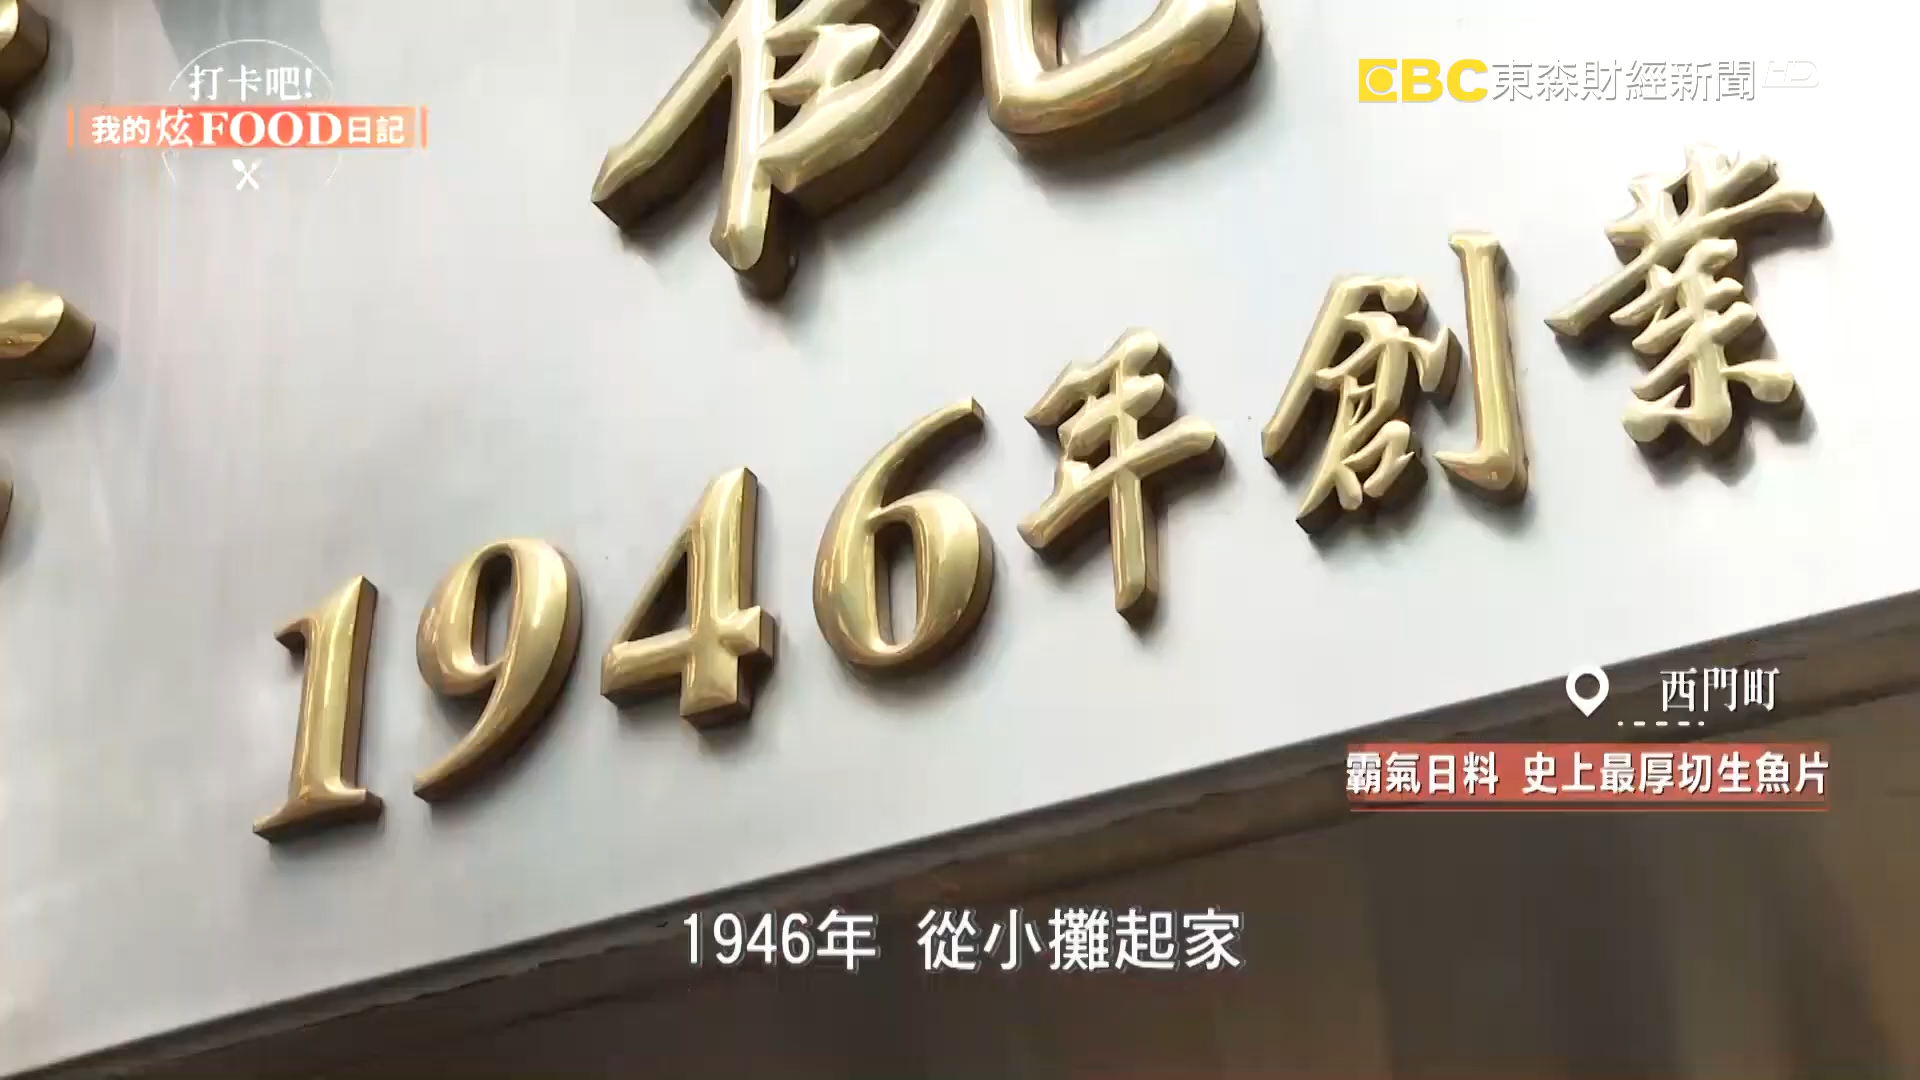 打卡吧!
我的炫FOOD日記
EBC東森財經新聞HD
1946年創業
西門町
霸氣日料 史上最厚切生魚片
1946年 從小攤起家